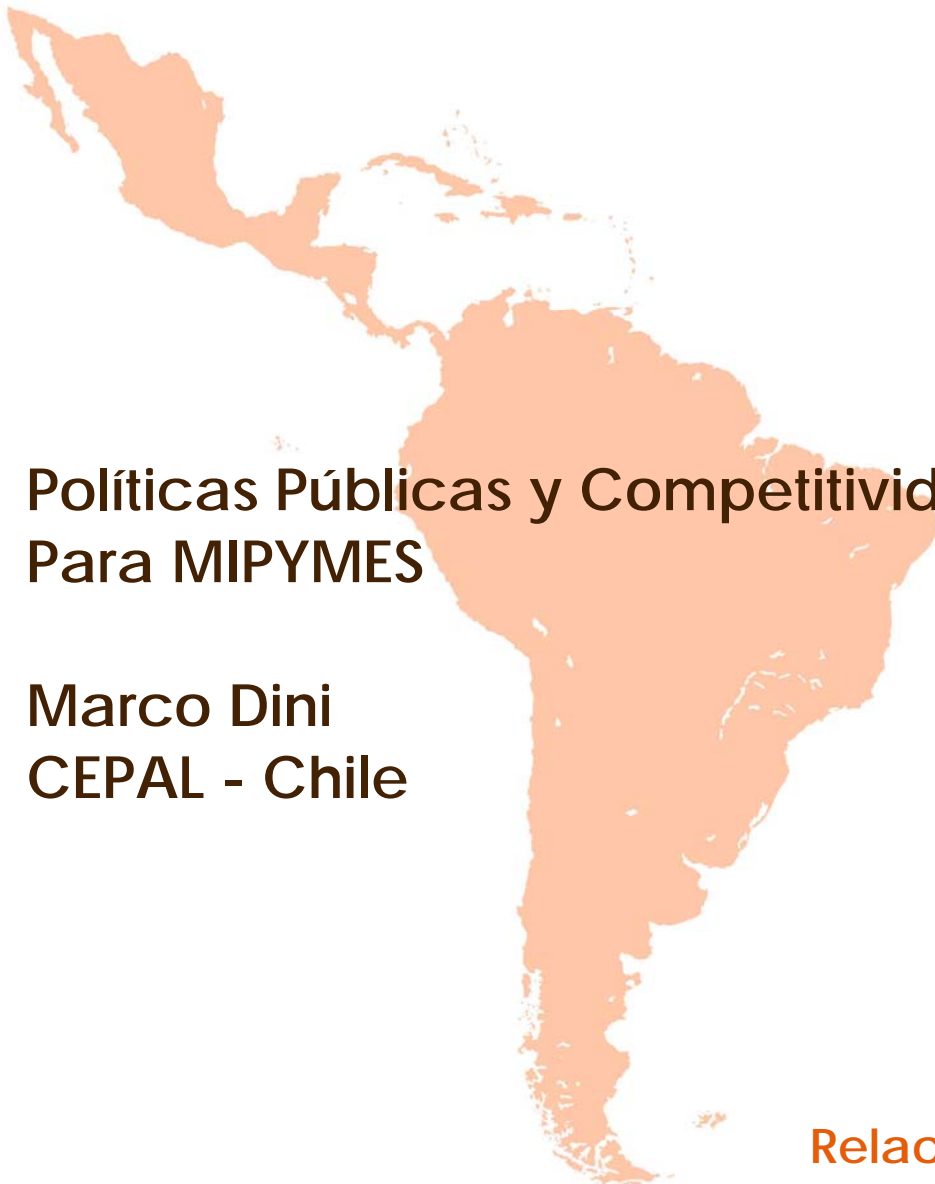 Políticas Públicas y Competitivid
Para MIPYMES
Marco Dini
CEPAL - Chile
Relac